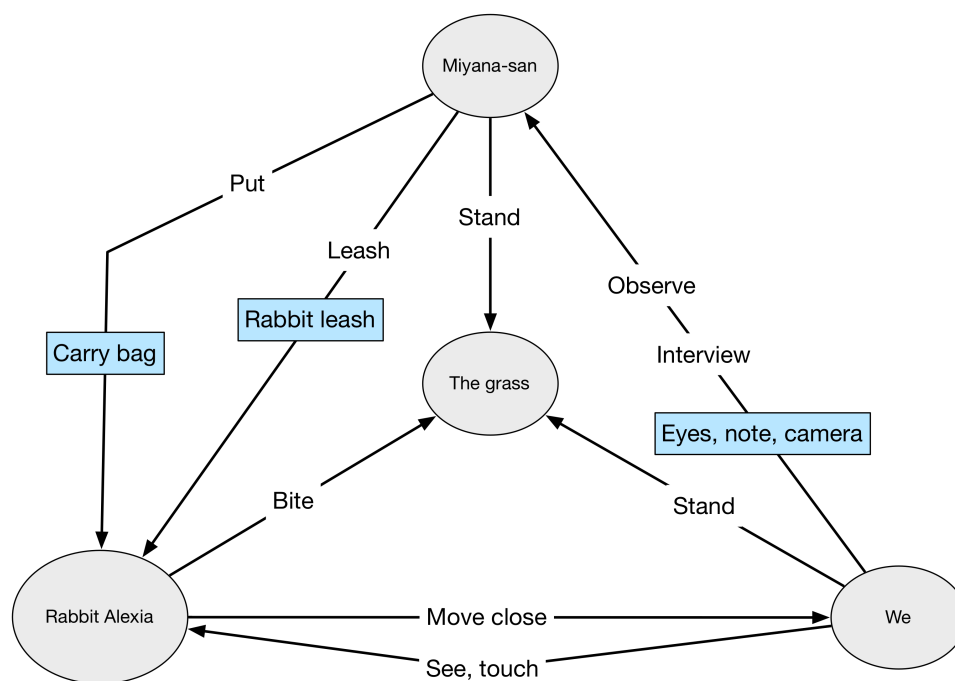 Miyana-san
Put
Stand
Leash
Observe
Rabbit leash
Carry bag
Interview
The grass
Eyes, note, camera
Bite
Stand
Rabbit Alexia
Move close
We
See, touch